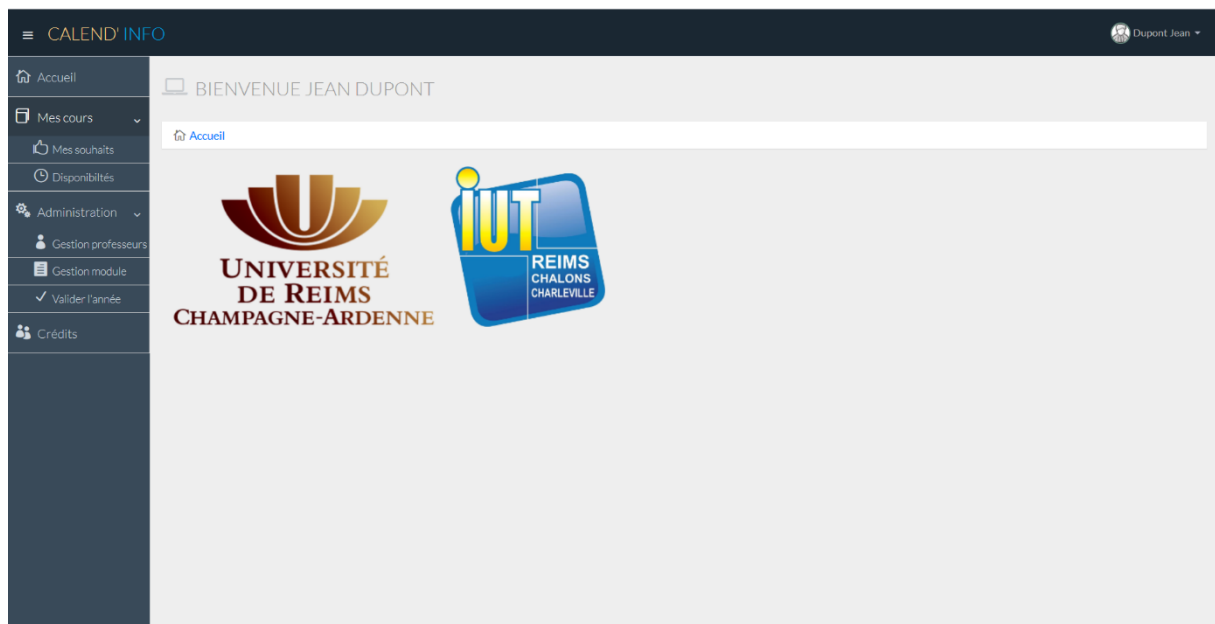 CALEND' INFO
Dupont Jean
Accueil
BIENVENUE JEAN DUPONT
Mes cours
Accueil
Mes souhaits
Disponibiltés
Administration
Gestion professeurs
Gestion module
Valider l'année
Crédits
UNIVERSITÉ
DE REIMS
CHAMPAGNE-ARDENNE
iUT
REIMS
CHALONS
CHARLEVILLE